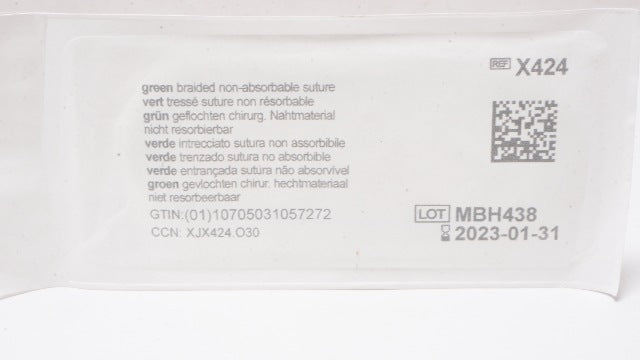 REF X424
green braided non-absorbable suture
vert tressé suture non résorbable
grün geflochten chirurg. Nahtmaterial
nicht resorbierbar
verde intrecciato sutura non assorbibile
verde trenzado sutura no absorbible
verde entrançada sutura não absorvível
groen gevlochten chirur. hechtmateriaal
niet resorbeerbaar
GTIN:(01)10705031057272
CCN: XJX424.O30
LOT MBH438
2023-01-31